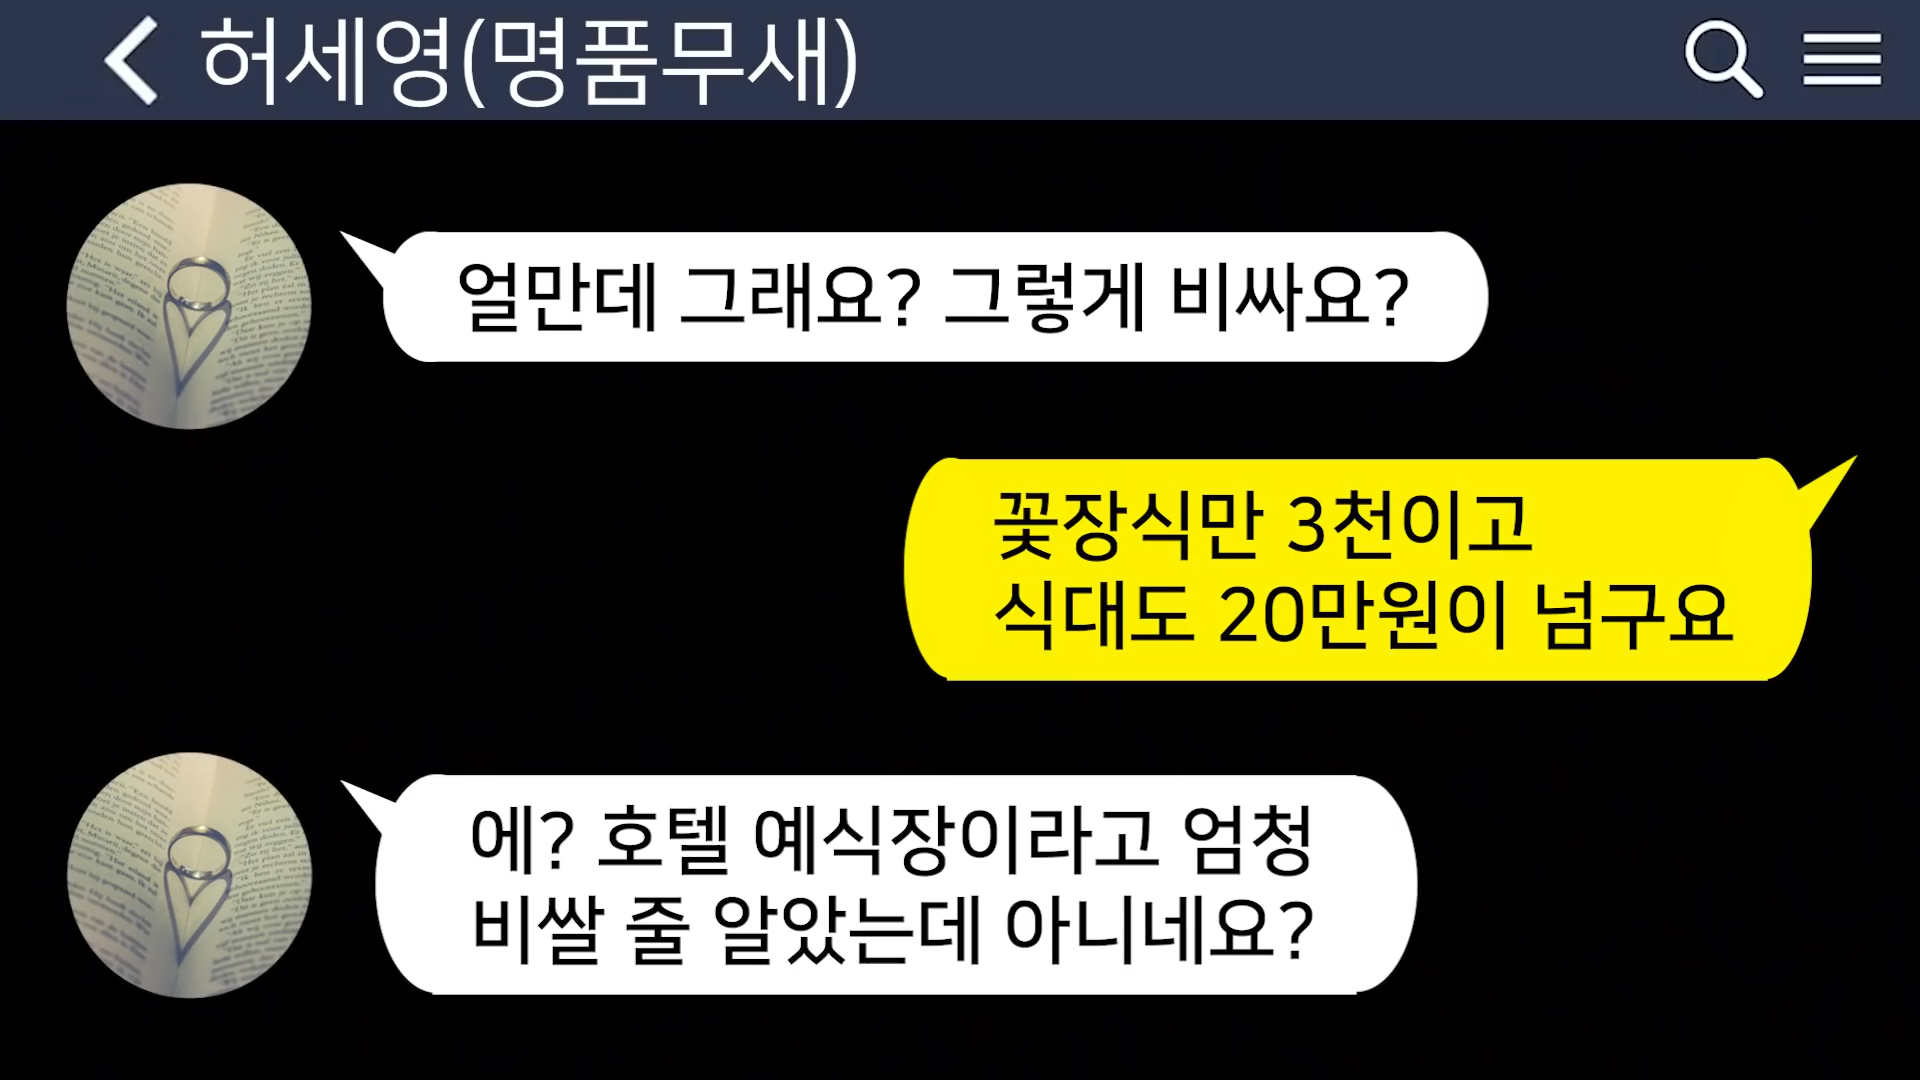 허세영(명품무새)
얼만데 그래요? 그렇게 비싸요?
꽃장식만 3천이고
식대도 20만원이 넘구요
에? 호텔 예식장이라고 엄청
비쌀 줄 알았는데 아니네요?